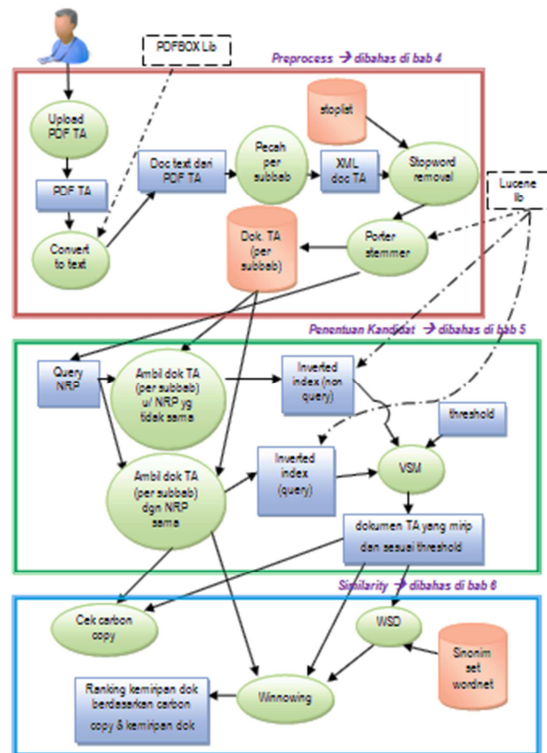 PDFBOX Lib
Preprocess → dibahas di bab 4
Upload
PDF TA
PDF TA
Convert
to text
Doc text dari
PDF TA
Pecah
per
subbab
stoplist
XML
doc TA
Stopword
removal
Lucene
lib
Dok. TA
(per
subbab)
Porter
stemmer
Penentuan Kandidat → dibahas di bab 5
Query
NRP
Ambil dok TA
(per subbab)
u/ NRP yg
tidak sama
Inverted
index (non
query)
threshold
Ambil dok TA
(per subbab)
dgn NRP
sama
Inverted
index
(query)
VSM
dokumen TA yang mirip
dan sesuai threshold
Similarity → dibahas di bab 6
Cek carbon
copy
WSD
Sinonim
set
wordnet
Winnowing
Ranking kemiripan dok
berdasarkan carbon
copy & kemiripan dok